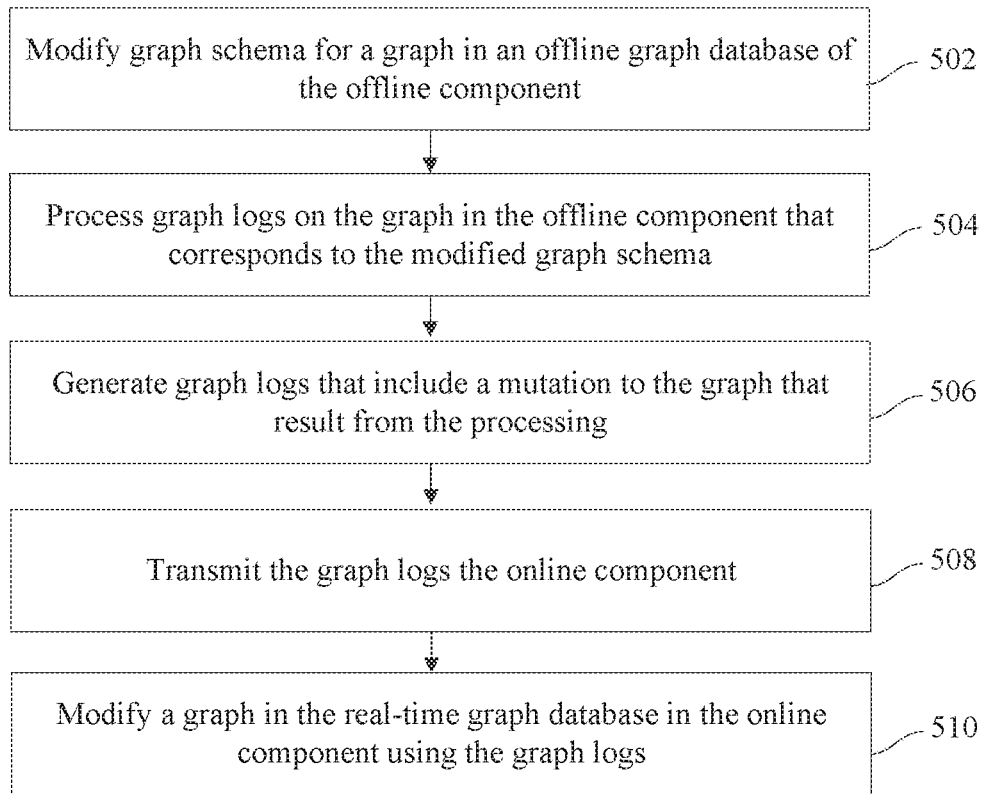 Modify graph schema for a graph in an offline graph database of
the offline component
502
Process graph logs on the graph in the offline component that
corresponds to the modified graph schema
504
Generate graph logs that include a mutation to the graph that
result from the processing
506
Transmit the graph logs the online component
508
Modify a graph in the real-time graph database in the online
component using the graph logs
510